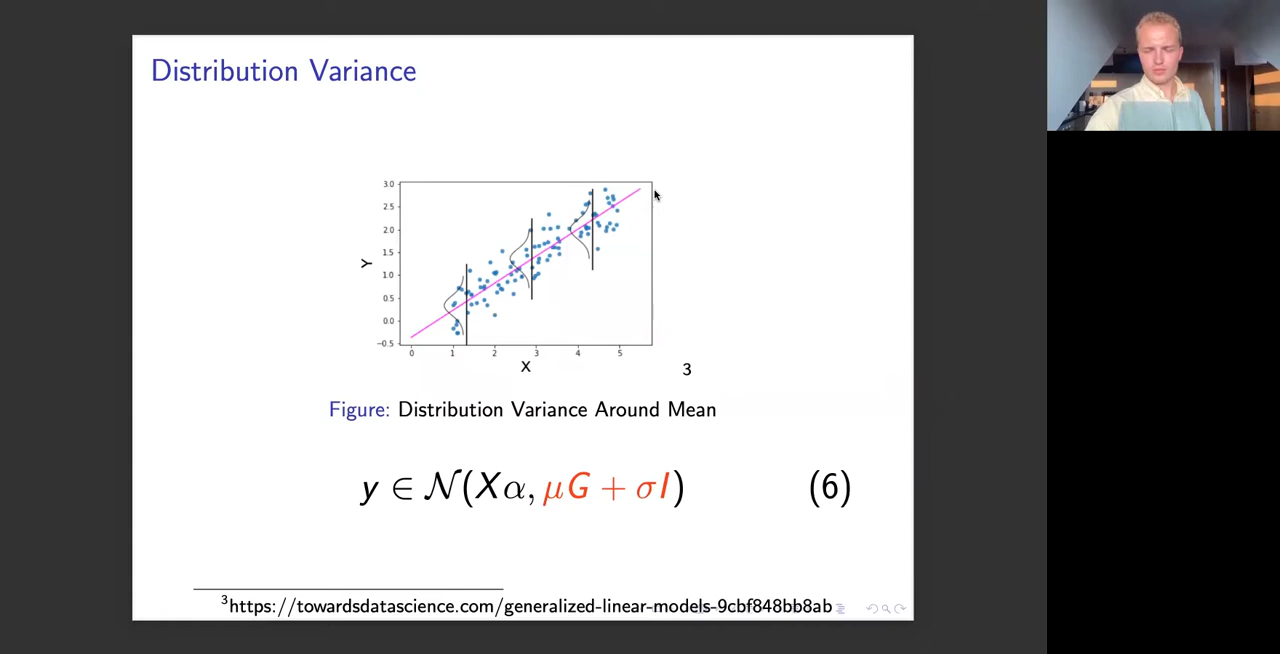 Distribution Variance
3.0
2.5
2.0
1.5
1.0
0.5
0.0
−0.5
Y
0 1 2 3 4 5
X
3
Figure: Distribution Variance Around Mean
y ∈ 𝒩(Xα, μG + σI) (6)
³https://towardsdatascience.com/generalized-linear-models-9cbf848bb8ab